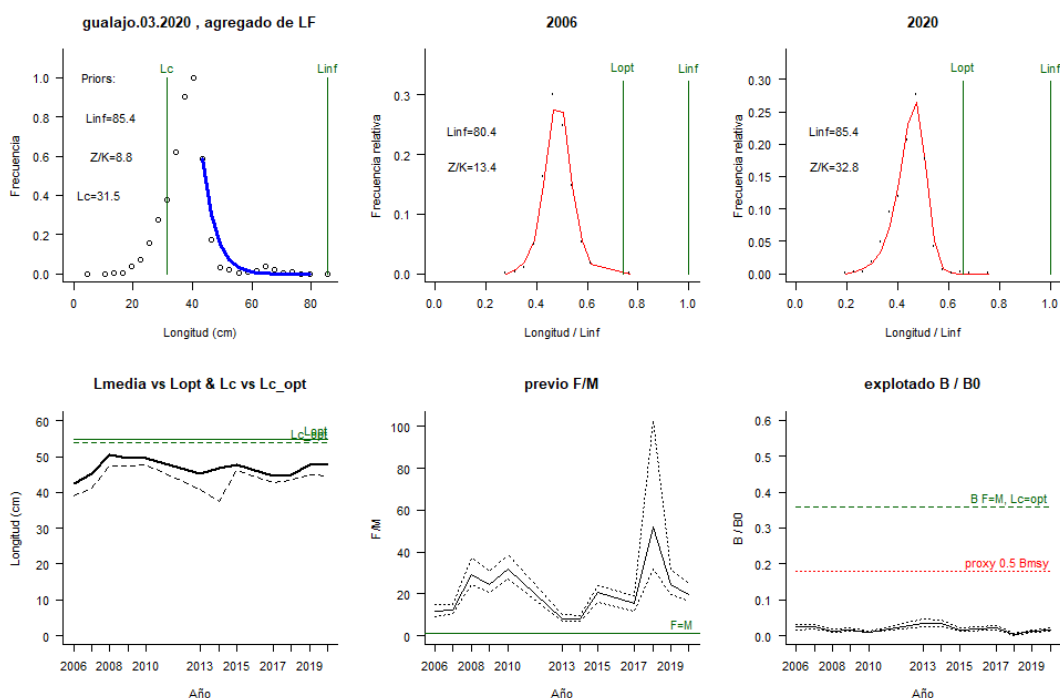 gualajo.03.2020 , agregado de LF
Frecuencia
1.0
0.8
0.6
0.4
0.2
0.0
Priors:
Linf=85.4
Z/K=8.8
Lc=31.5
Lc
Linf
0
20
40
60
80
Longitud (cm)
2006
Frecuencia relativa
0.3
0.2
0.1
0.0
Linf=80.4
Z/K=13.4
Lopt
Linf
0.0
0.2
0.4
0.6
0.8
1.0
Longitud / Linf
2020
Frecuencia relativa
0.30
0.25
0.20
0.15
0.10
0.05
0.00
Linf=85.4
Z/K=32.8
Lopt
Linf
0.0
0.2
0.4
0.6
0.8
1.0
Longitud / Linf
Lmedia vs Lopt & Lc vs Lc_opt
Longitud (cm)
60
50
40
30
20
10
0
Lopt
Lc_opt
2006
2008
2010
2013
2015
2017
2019
Año
previo F/M
F/M
100
80
60
40
20
0
F=M
2006
2008
2010
2013
2015
2017
2019
Año
explotado B / B0
B / B0
0.6
0.5
0.4
0.3
0.2
0.1
0.0
B F=M, Lc=opt
proxy 0.5 Bmsy
2006
2008
2010
2013
2015
2017
2019
Año